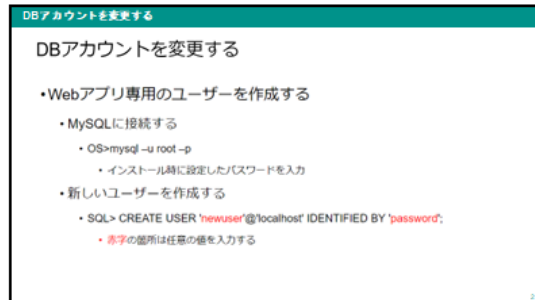 DBアカウントを変更する
DBアカウントを変更する
•Webアプリ専用のユーザーを作成する
• MySQLに接続する
• OS>mysql –u root –p
• インストール時に設定したパスワードを入力
• 新しいユーザーを作成する
• SQL> CREATE USER 'newuser'@'localhost' IDENTIFIED BY 'password';
• 赤字の箇所は任意の値を入力する
2